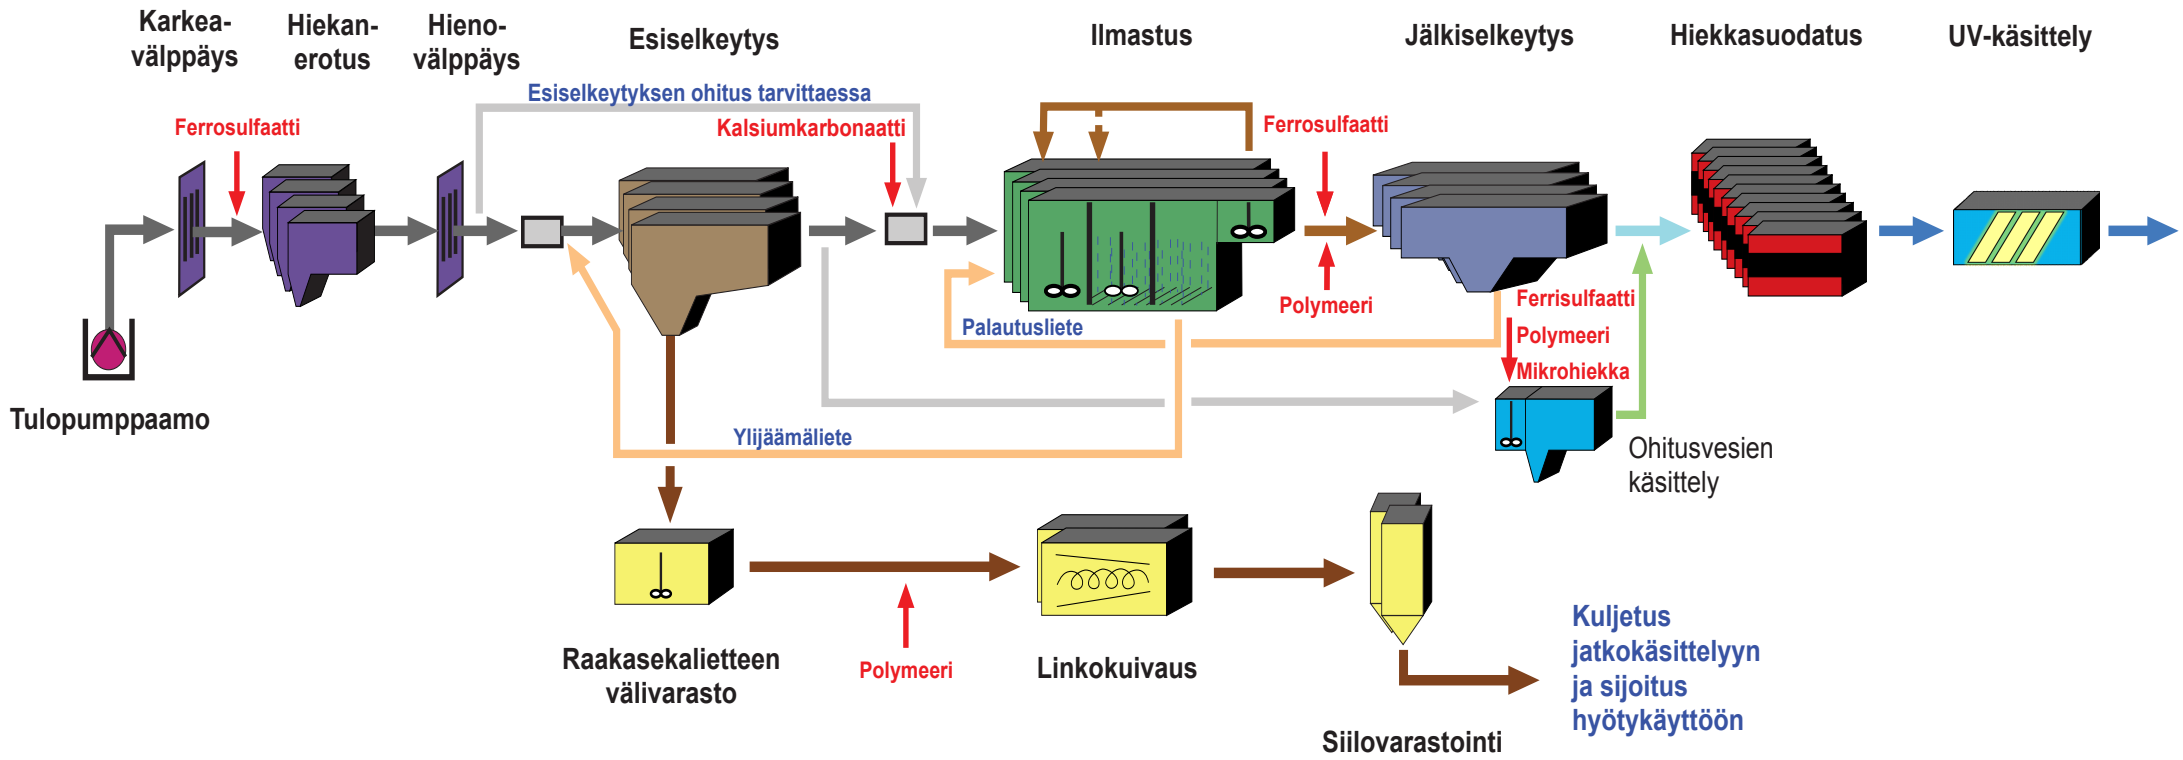 Karkea-
välppäys
Hiekan-
erotus
Hieno-
välppäys
Esiselkeytys
Ilmastus
Jälkiselkeytys
Hiekkasuodatus
UV-käsittely
Esiselkeytyksen ohitus tarvittaessa
Ferrosulfaatti
Kalsiumkarbonaatti
Ferrosulfaatti
Polymeeri
Palautusliete
Ferrisulfaatti
Polymeeri
Mikrohiekka
Tulopumppaamo
Ylijäämäliete
Ohitusvesien
käsittely
Raakasekalietteen
välivarasto
Polymeeri
Linkokuivaus
Siilovarastointi
Kuljetus
jatkokäsittelyyn
ja sijoitus
hyötykäyttöön